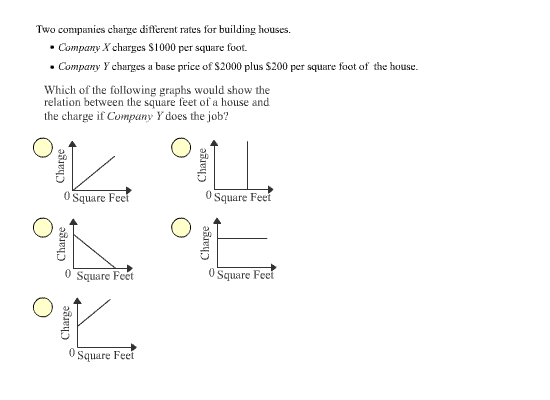 Two companies charge different rates for building houses.
• Company X charges $1000 per square foot.
• Company Y charges a base price of $2000 plus $200 per square foot of the house.
Which of the following graphs would show the
relation between the square feet of a house and
the charge if Company Y does the job?
Charge
0 Square Feet
Charge
0 Square Feet
Charge
0 Square Feet
Charge
0 Square Feet
Charge
0 Square Feet